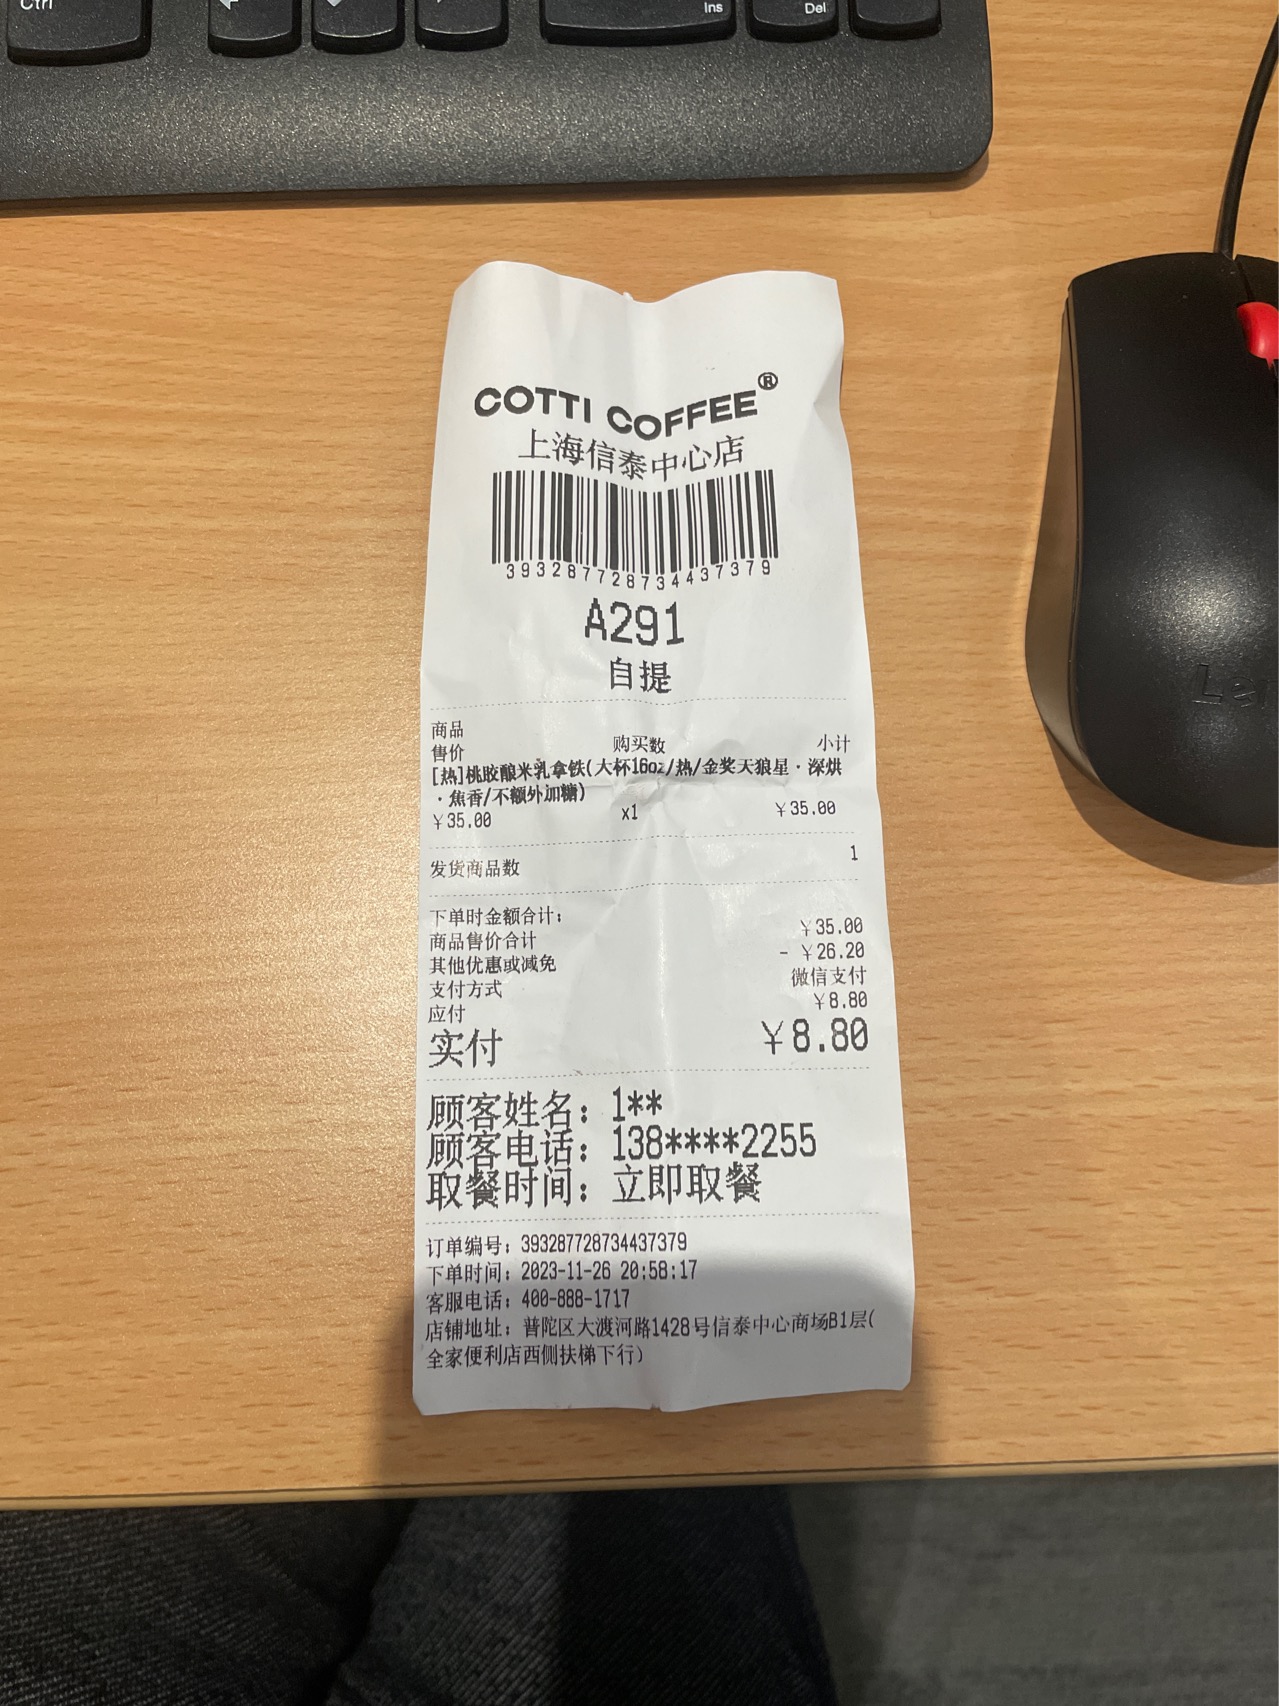 Ctrl
Ins
Del
COTTI COFFEE®
上海信泰中心店
393287728734437379
A291
自提
商品
售价 购买数 小计
[热]桃胶酿米乳拿铁(大杯16oz/热/金奖天狼星·深烘
·焦香/不额外加糖)
￥35.00 x1 ￥35.00
发货商品数 1
下单时金额合计:
商品售价合计 ￥35.00
其他优惠或减免 - ￥26.20
支付方式 微信支付
应付 ￥8.80
实付 ￥8.80
顾客姓名: 1**
顾客电话: 138****2255
取餐时间: 立即取餐
订单编号: 393287728734437379
下单时间: 2023-11-26 20:58:17
客服电话: 400-888-1717
店铺地址: 普陀区大渡河路1428号信泰中心商场B1层(
全家便利店西侧扶梯下行)
Le